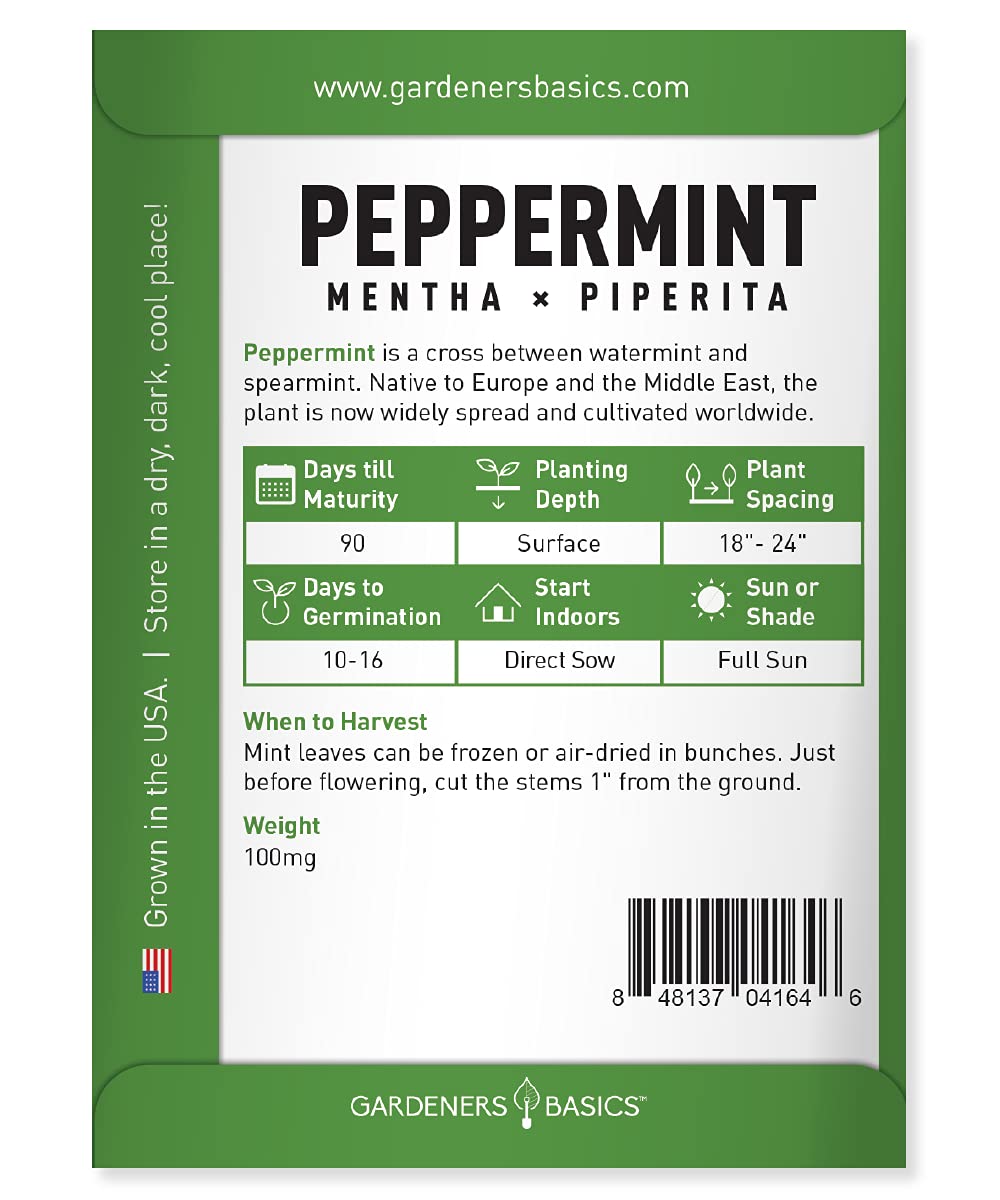 www.gardenersbasics.com
PEPPERMINT
MENTHA × PIPERITA
Peppermint is a cross between watermint and
spearmint. Native to Europe and the Middle East, the
plant is now widely spread and cultivated worldwide.
Days till
Maturity
Planting
Depth
Plant
Spacing
90
Surface
18"- 24"
Days to
Germination
Start
Indoors
Sun or
Shade
10-16
Direct Sow
Full Sun
When to Harvest
Mint leaves can be frozen or air-dried in bunches. Just
before flowering, cut the stems 1" from the ground.
Weight
100mg
8 48137 04164 6
Grown in the USA. | Store in a dry, dark, cool place!
GARDENERS BASICS™